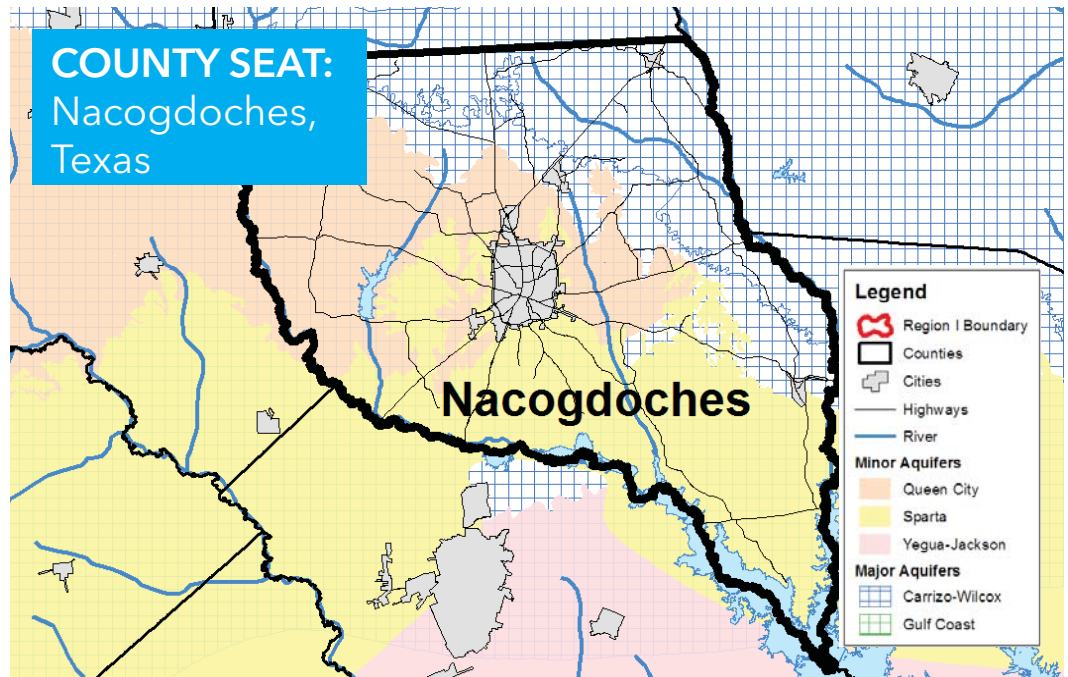 COUNTY SEAT:
Nacogdoches,
Texas
Nacogdoches
Legend
Region I Boundary
Counties
Cities
Highways
River
Minor Aquifers
Queen City
Sparta
Yegua-Jackson
Major Aquifers
Carrizo-Wilcox
Gulf Coast